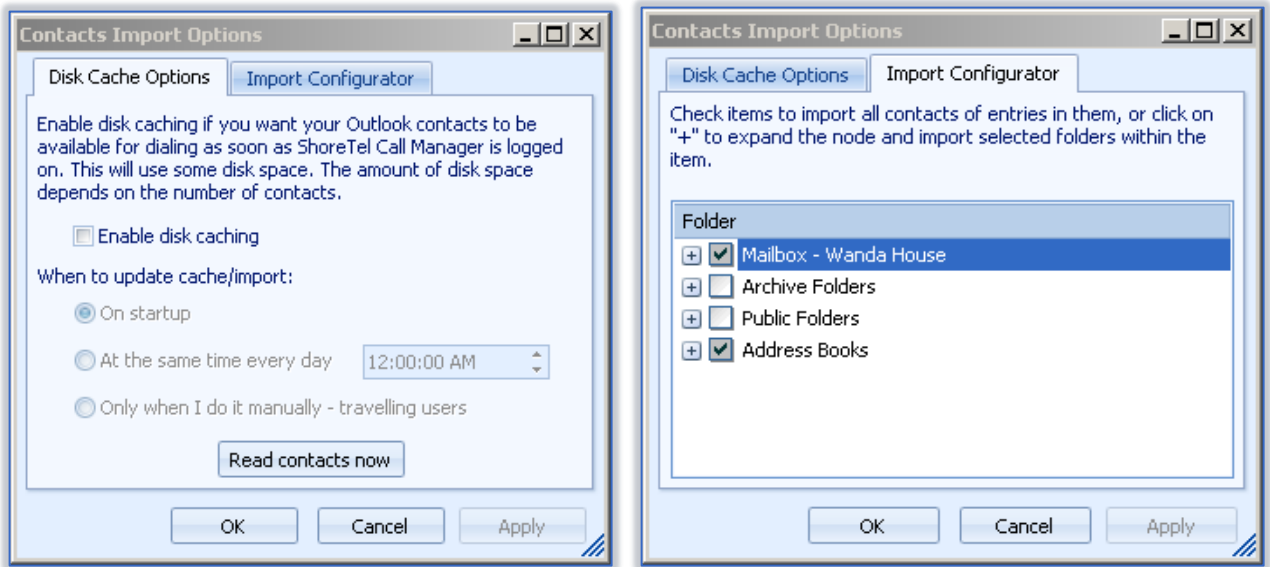 Contacts Import Options
Disk Cache Options
Import Configurator
Enable disk caching if you want your Outlook contacts to be
available for dialing as soon as ShoreTel Call Manager is logged
on. This will use some disk space. The amount of disk space
depends on the number of contacts.
Enable disk caching
When to update cache/import:
On startup
At the same time every day
12:00:00 AM
Only when I do it manually - travelling users
Read contacts now
OK
Cancel
Apply
Contacts Import Options
Disk Cache Options
Import Configurator
Check items to import all contacts of entries in them, or click on
"+" to expand the node and import selected folders within the
item.
Folder
Mailbox - Wanda House
Archive Folders
Public Folders
Address Books
OK
Cancel
Apply